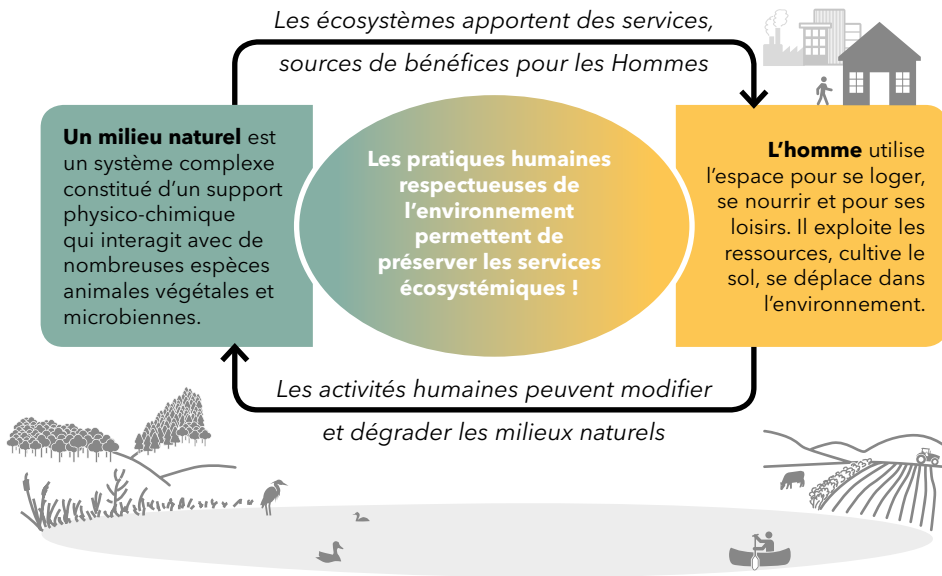 Les écosystèmes apportent des services,
sources de bénéfices pour les Hommes
Un milieu naturel est
un système complexe
constitué d'un support
physico-chimique
qui interagit avec de
nombreuses espèces
animales végétales et
microbiennes.
Les pratiques humaines
respectueuses de
l'environnement
permettent de
préserver les services
écosystémiques !
L'homme utilise
l'espace pour se loger,
se nourrir et pour ses
loisirs. Il exploite les
ressources, cultive le
sol, se déplace dans
l'environnement.
Les activités humaines peuvent modifier
et dégrader les milieux naturels